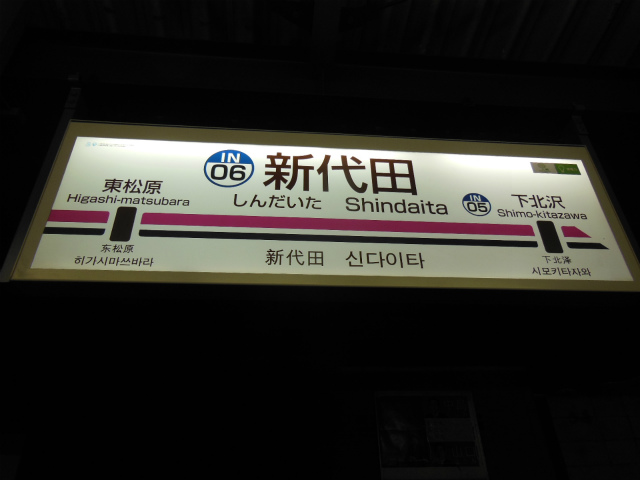 IN
06
新代田
しんだいた Shindaita
東松原
Higashi-matsubara
IN
05
下北沢
Shimo-kitazawa
东松原
히가시마쓰바라
新代田 신다이타
下北泽
시모키타자와